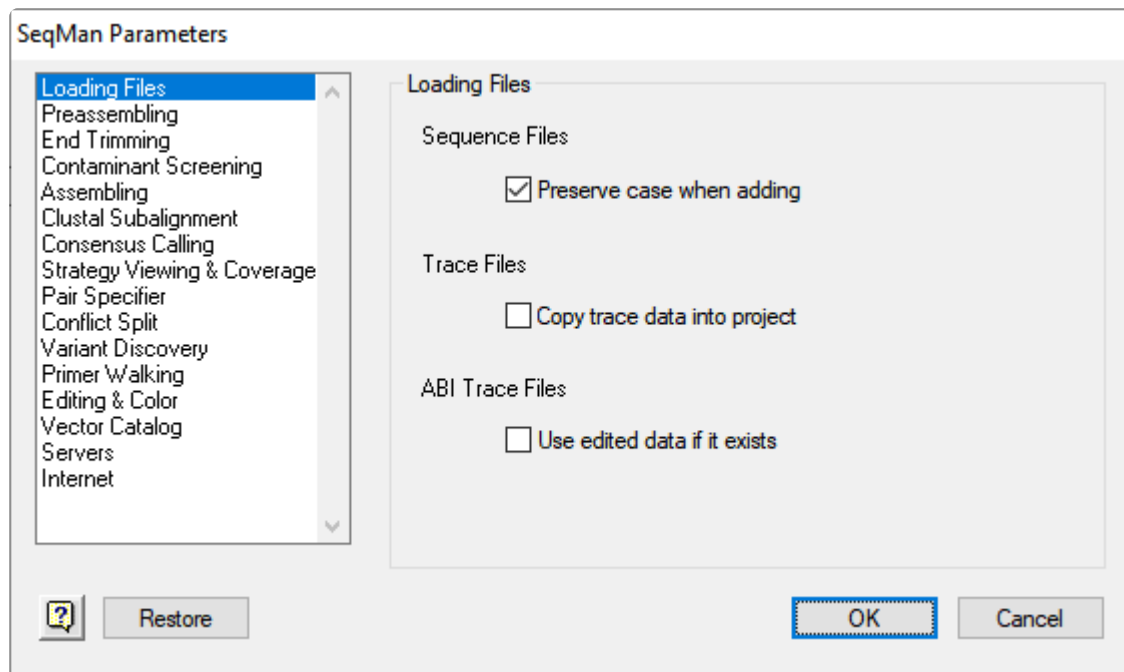 SeqMan Parameters
Loading Files
Preassembling
End Trimming
Contaminant Screening
Assembling
Clustal Subalignment
Consensus Calling
Strategy Viewing & Coverage
Pair Specifier
Conflict Split
Variant Discovery
Primer Walking
Editing & Color
Vector Catalog
Servers
Internet
Loading Files
Sequence Files
Preserve case when adding
Trace Files
Copy trace data into project
ABI Trace Files
Use edited data if it exists
?
Restore
OK
Cancel